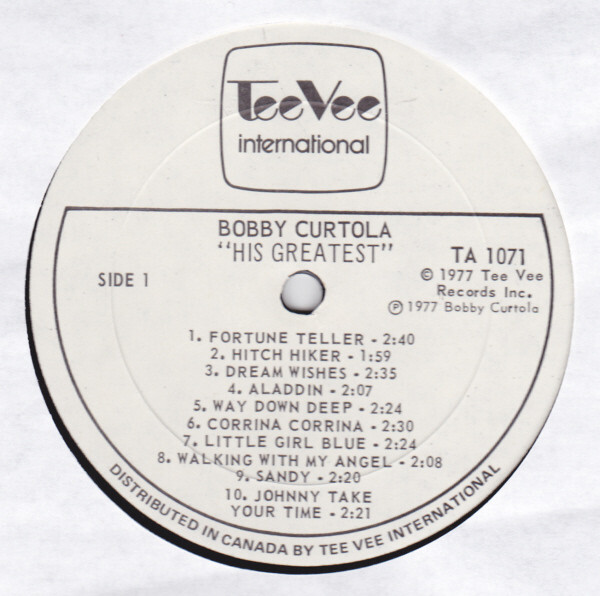 TeeVee
international
BOBBY CURTOLA
"HIS GREATEST"
SIDE 1
TA 1071
© 1977 Tee Vee
Records Inc.
Ⓟ 1977 Bobby Curtola
1. FORTUNE TELLER - 2:40
2. HITCH HIKER - 1:59
3. DREAM WISHES - 2:35
4. ALADDIN - 2:07
5. WAY DOWN DEEP - 2:24
6. CORRINA CORRINA - 2:30
7. LITTLE GIRL BLUE - 2:24
8. WALKING WITH MY ANGEL - 2:08
9. SANDY - 2:20
10. JOHNNY TAKE
YOUR TIME - 2:21
DISTRIBUTED IN CANADA BY TEE VEE INTERNATIONAL